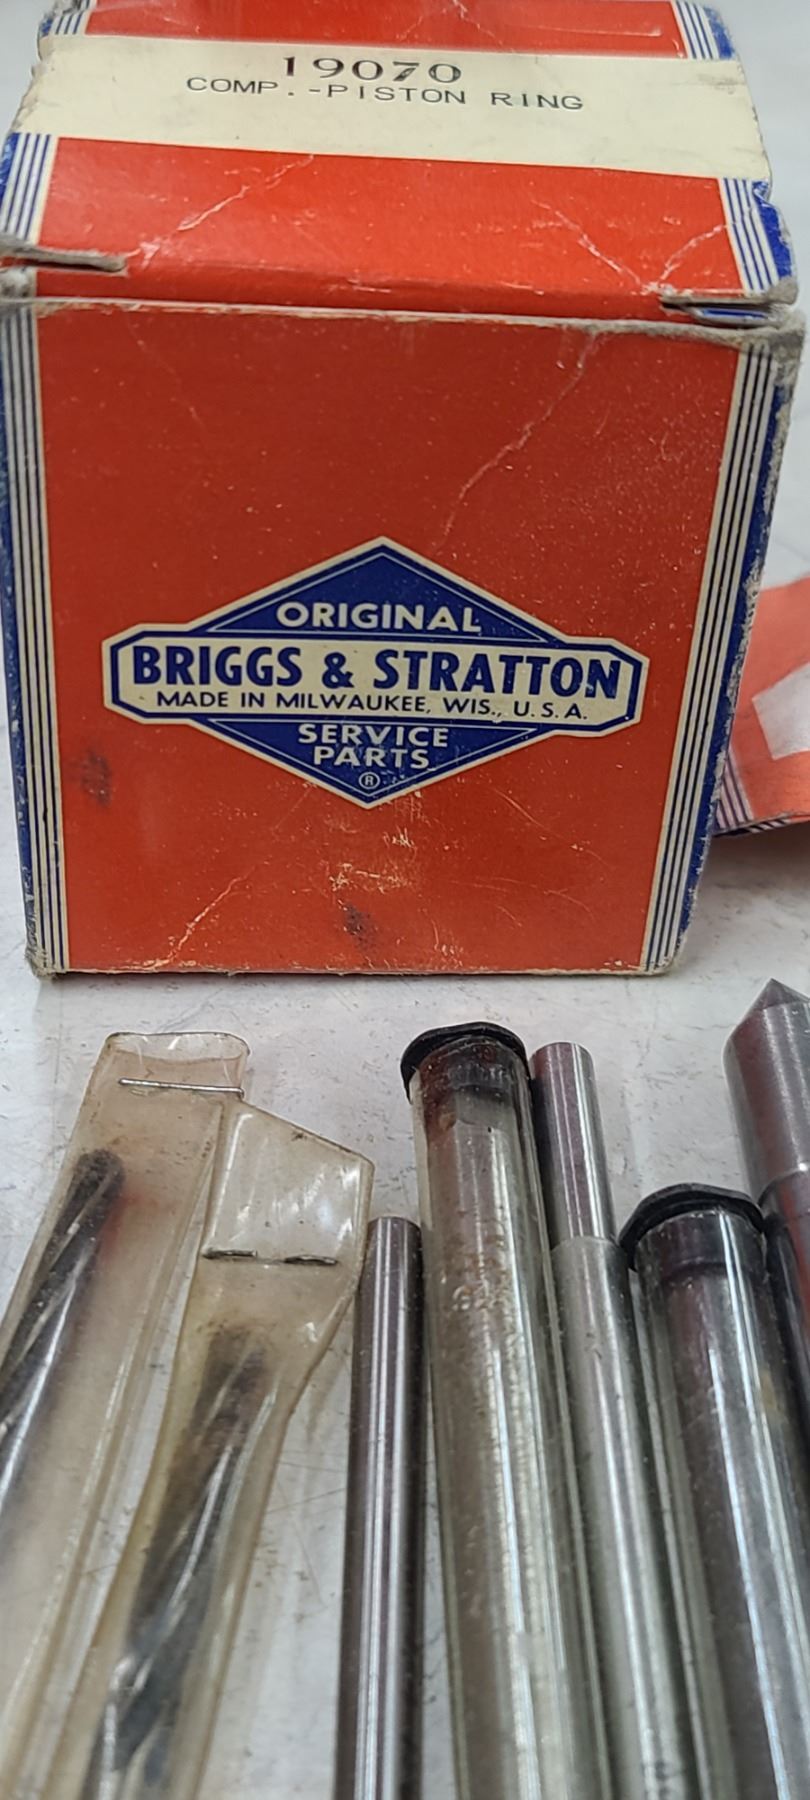 19070
COMP.-PISTON RING
ORIGINAL
BRIGGS & STRATTON
MADE IN MILWAUKEE, WIS., U.S.A.
SERVICE
PARTS
®